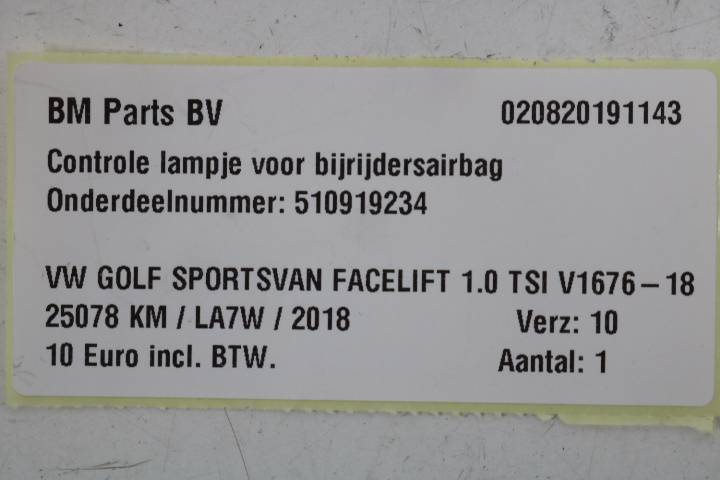 BM Parts BV 020820191143
Controle lampje voor bijrijdersairbag
Onderdeelnummer: 510919234
VW GOLF SPORTSVAN FACELIFT 1.0 TSI V1676-18
25078 KM / LA7W / 2018 Verz: 10
10 Euro incl. BTW. Aantal: 1